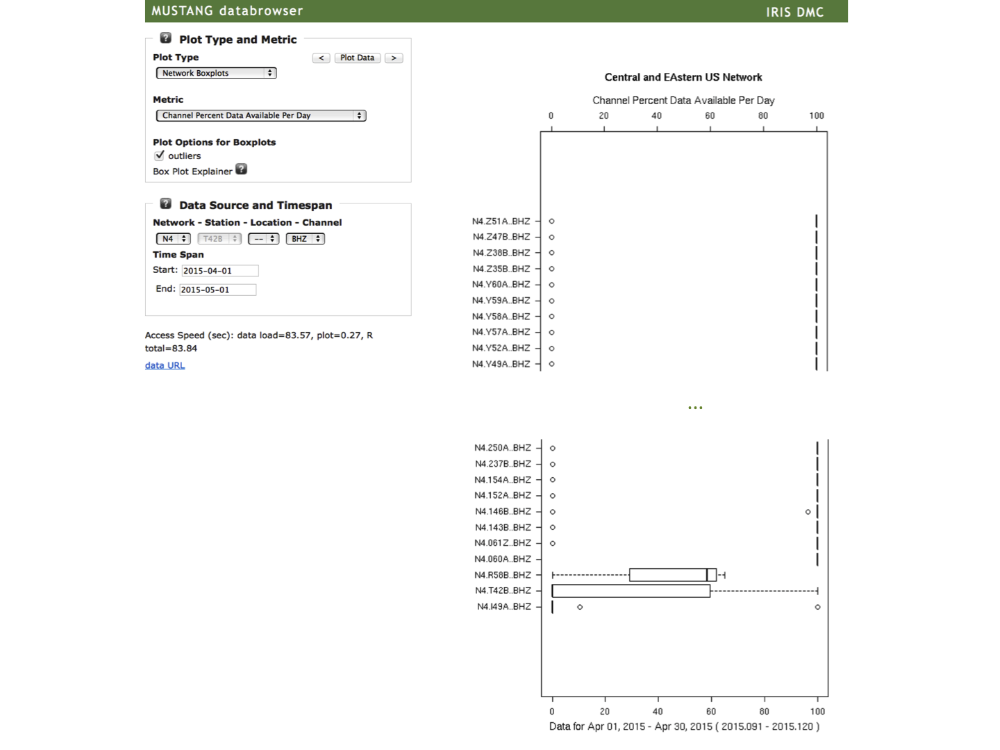 MUSTANG databrowser
IRIS DMC
? Plot Type and Metric
Plot Type
< Plot Data >
Network Boxplots
Metric
Channel Percent Data Available Per Day
Plot Options for Boxplots
outliers
Box Plot Explainer ?
? Data Source and Timespan
Network - Station - Location - Channel
N4 T42B -- BHZ
Time Span
Start: 2015-04-01
End: 2015-05-01
Access Speed (sec): data load=83.57, plot=0.27, R
total=83.84
data URL
Central and EAstern US Network
Channel Percent Data Available Per Day
0 20 40 60 80 100
N4.Z51A..BHZ
N4.Z47B..BHZ
N4.Z38B..BHZ
N4.Z35B..BHZ
N4.Y60A..BHZ
N4.Y59A..BHZ
N4.Y58A..BHZ
N4.Y57A..BHZ
N4.Y52A..BHZ
N4.Y49A..BHZ
...
N4.250A..BHZ
N4.237B..BHZ
N4.154A..BHZ
N4.152A..BHZ
N4.146B..BHZ
N4.143B..BHZ
N4.061Z..BHZ
N4.060A..BHZ
N4.R58B..BHZ
N4.T42B..BHZ
N4.I49A..BHZ
0 20 40 60 80 100
Data for Apr 01, 2015 - Apr 30, 2015 ( 2015.091 - 2015.120 )